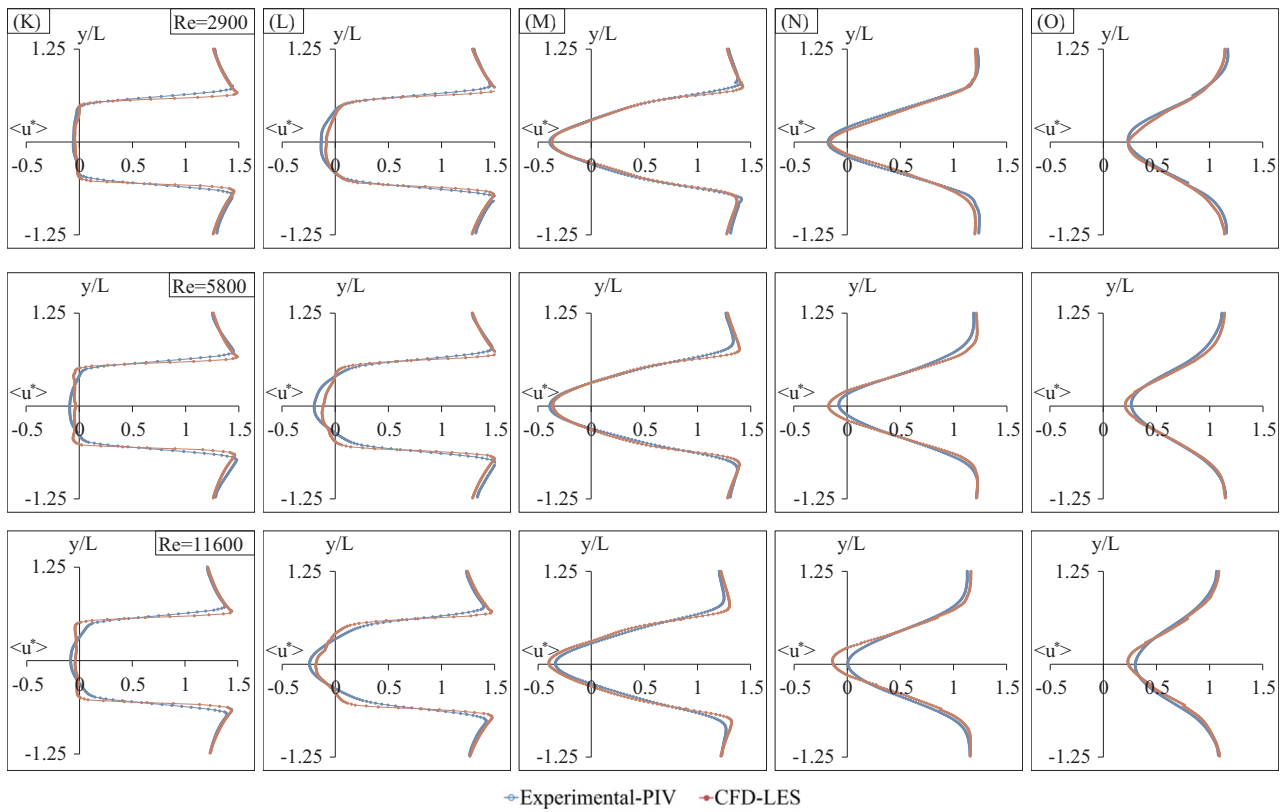 (K) Re=2900 (L) (M) (N) (O)
y/L y/L y/L y/L y/L
1.25 1.25 1.25 1.25 1.25
<u*> <u*> <u*> <u*> <u*>
-0.5 0 0.5 1 1.5 -0.5 0 0.5 1 1.5 -0.5 0 0.5 1 1.5 -0.5 0 0.5 1 1.5 -0.5 0 0.5 1 1.5
-1.25 -1.25 -1.25 -1.25 -1.25
y/L Re=5800 y/L y/L y/L y/L
1.25 1.25 1.25 1.25 1.25
<u*> <u*> <u*> <u*> <u*>
-0.5 0 0.5 1 1.5 -0.5 0 0.5 1 1.5 -0.5 0 0.5 1 1.5 -0.5 0 0.5 1 1.5 -0.5 0 0.5 1 1.5
-1.25 -1.25 -1.25 -1.25 -1.25
y/L Re=11600 y/L y/L y/L y/L
1.25 1.25 1.25 1.25 1.25
<u*> <u*> <u*> <u*> <u*>
-0.5 0 0.5 1 1.5 -0.5 0 0.5 1 1.5 -0.5 0 0.5 1 1.5 -0.5 0 0.5 1 1.5 -0.5 0 0.5 1 1.5
-1.25 -1.25 -1.25 -1.25 -1.25
Experimental-PIV CFD-LES